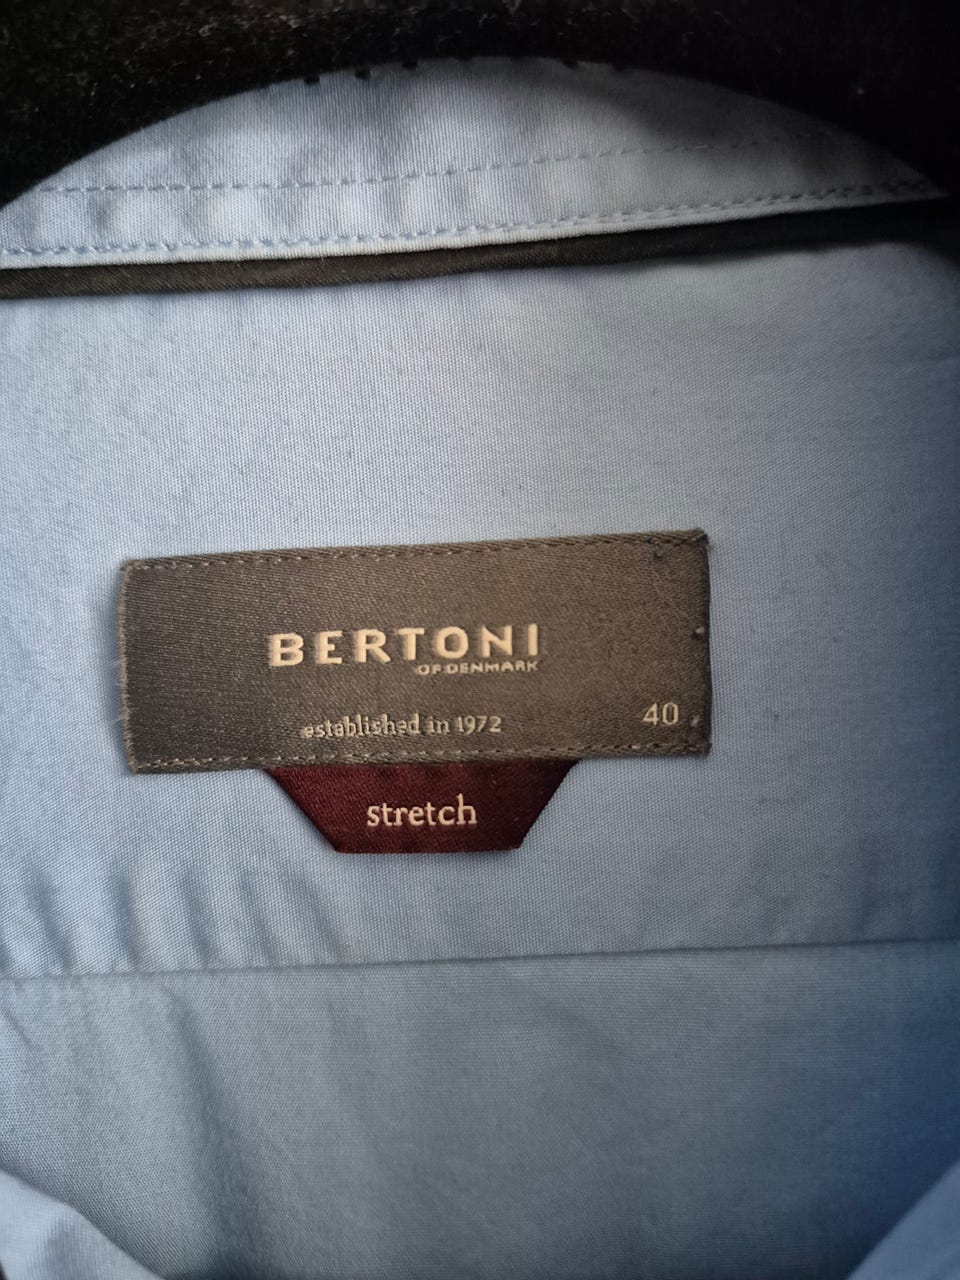 BERTONI
OF DENMARK
established in 1972
40
stretch